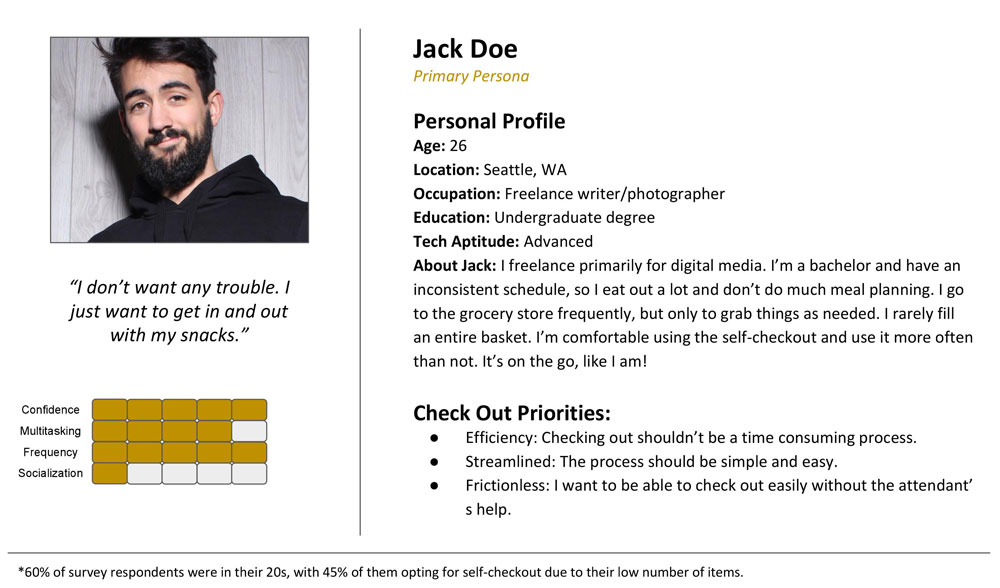 Jack Doe
Primary Persona
Personal Profile
Age: 26
Location: Seattle, WA
Occupation: Freelance writer/photographer
Education: Undergraduate degree
Tech Aptitude: Advanced
About Jack: I freelance primarily for digital media. I’m a bachelor and have an
inconsistent schedule, so I eat out a lot and don’t do much meal planning. I go
to the grocery store frequently, but only to grab things as needed. I rarely fill
an entire basket. I’m comfortable using the self-checkout and use it more often
than not. It’s on the go, like I am!
“I don’t want any trouble. I
just want to get in and out
with my snacks.”
Confidence
Multitasking
Frequency
Socialization
Check Out Priorities:
● Efficiency: Checking out shouldn’t be a time consuming process.
● Streamlined: The process should be simple and easy.
● Frictionless: I want to be able to check out easily without the attendant’
s help.
*60% of survey respondents were in their 20s, with 45% of them opting for self-checkout due to their low number of items.